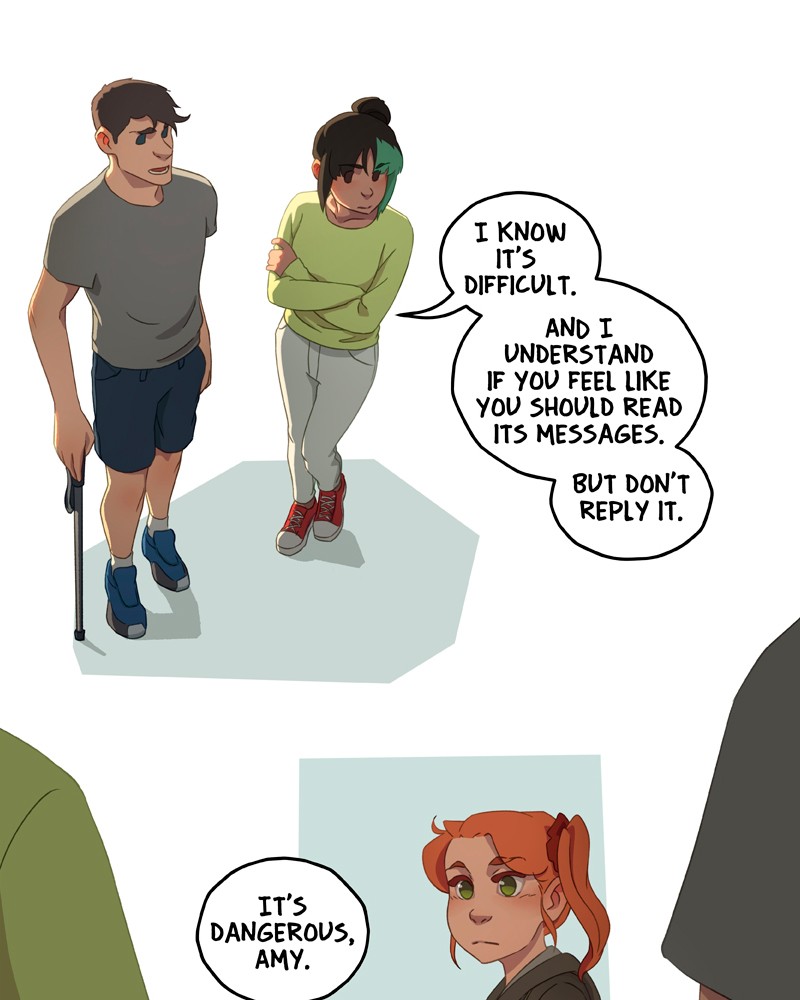 I KNOW
IT'S
DIFFICULT.
AND I
UNDERSTAND
IF YOU FEEL LIKE
YOU SHOULD READ
ITS MESSAGES.
BUT DON'T
REPLY IT.
IT'S
DANGEROUS,
AMY.